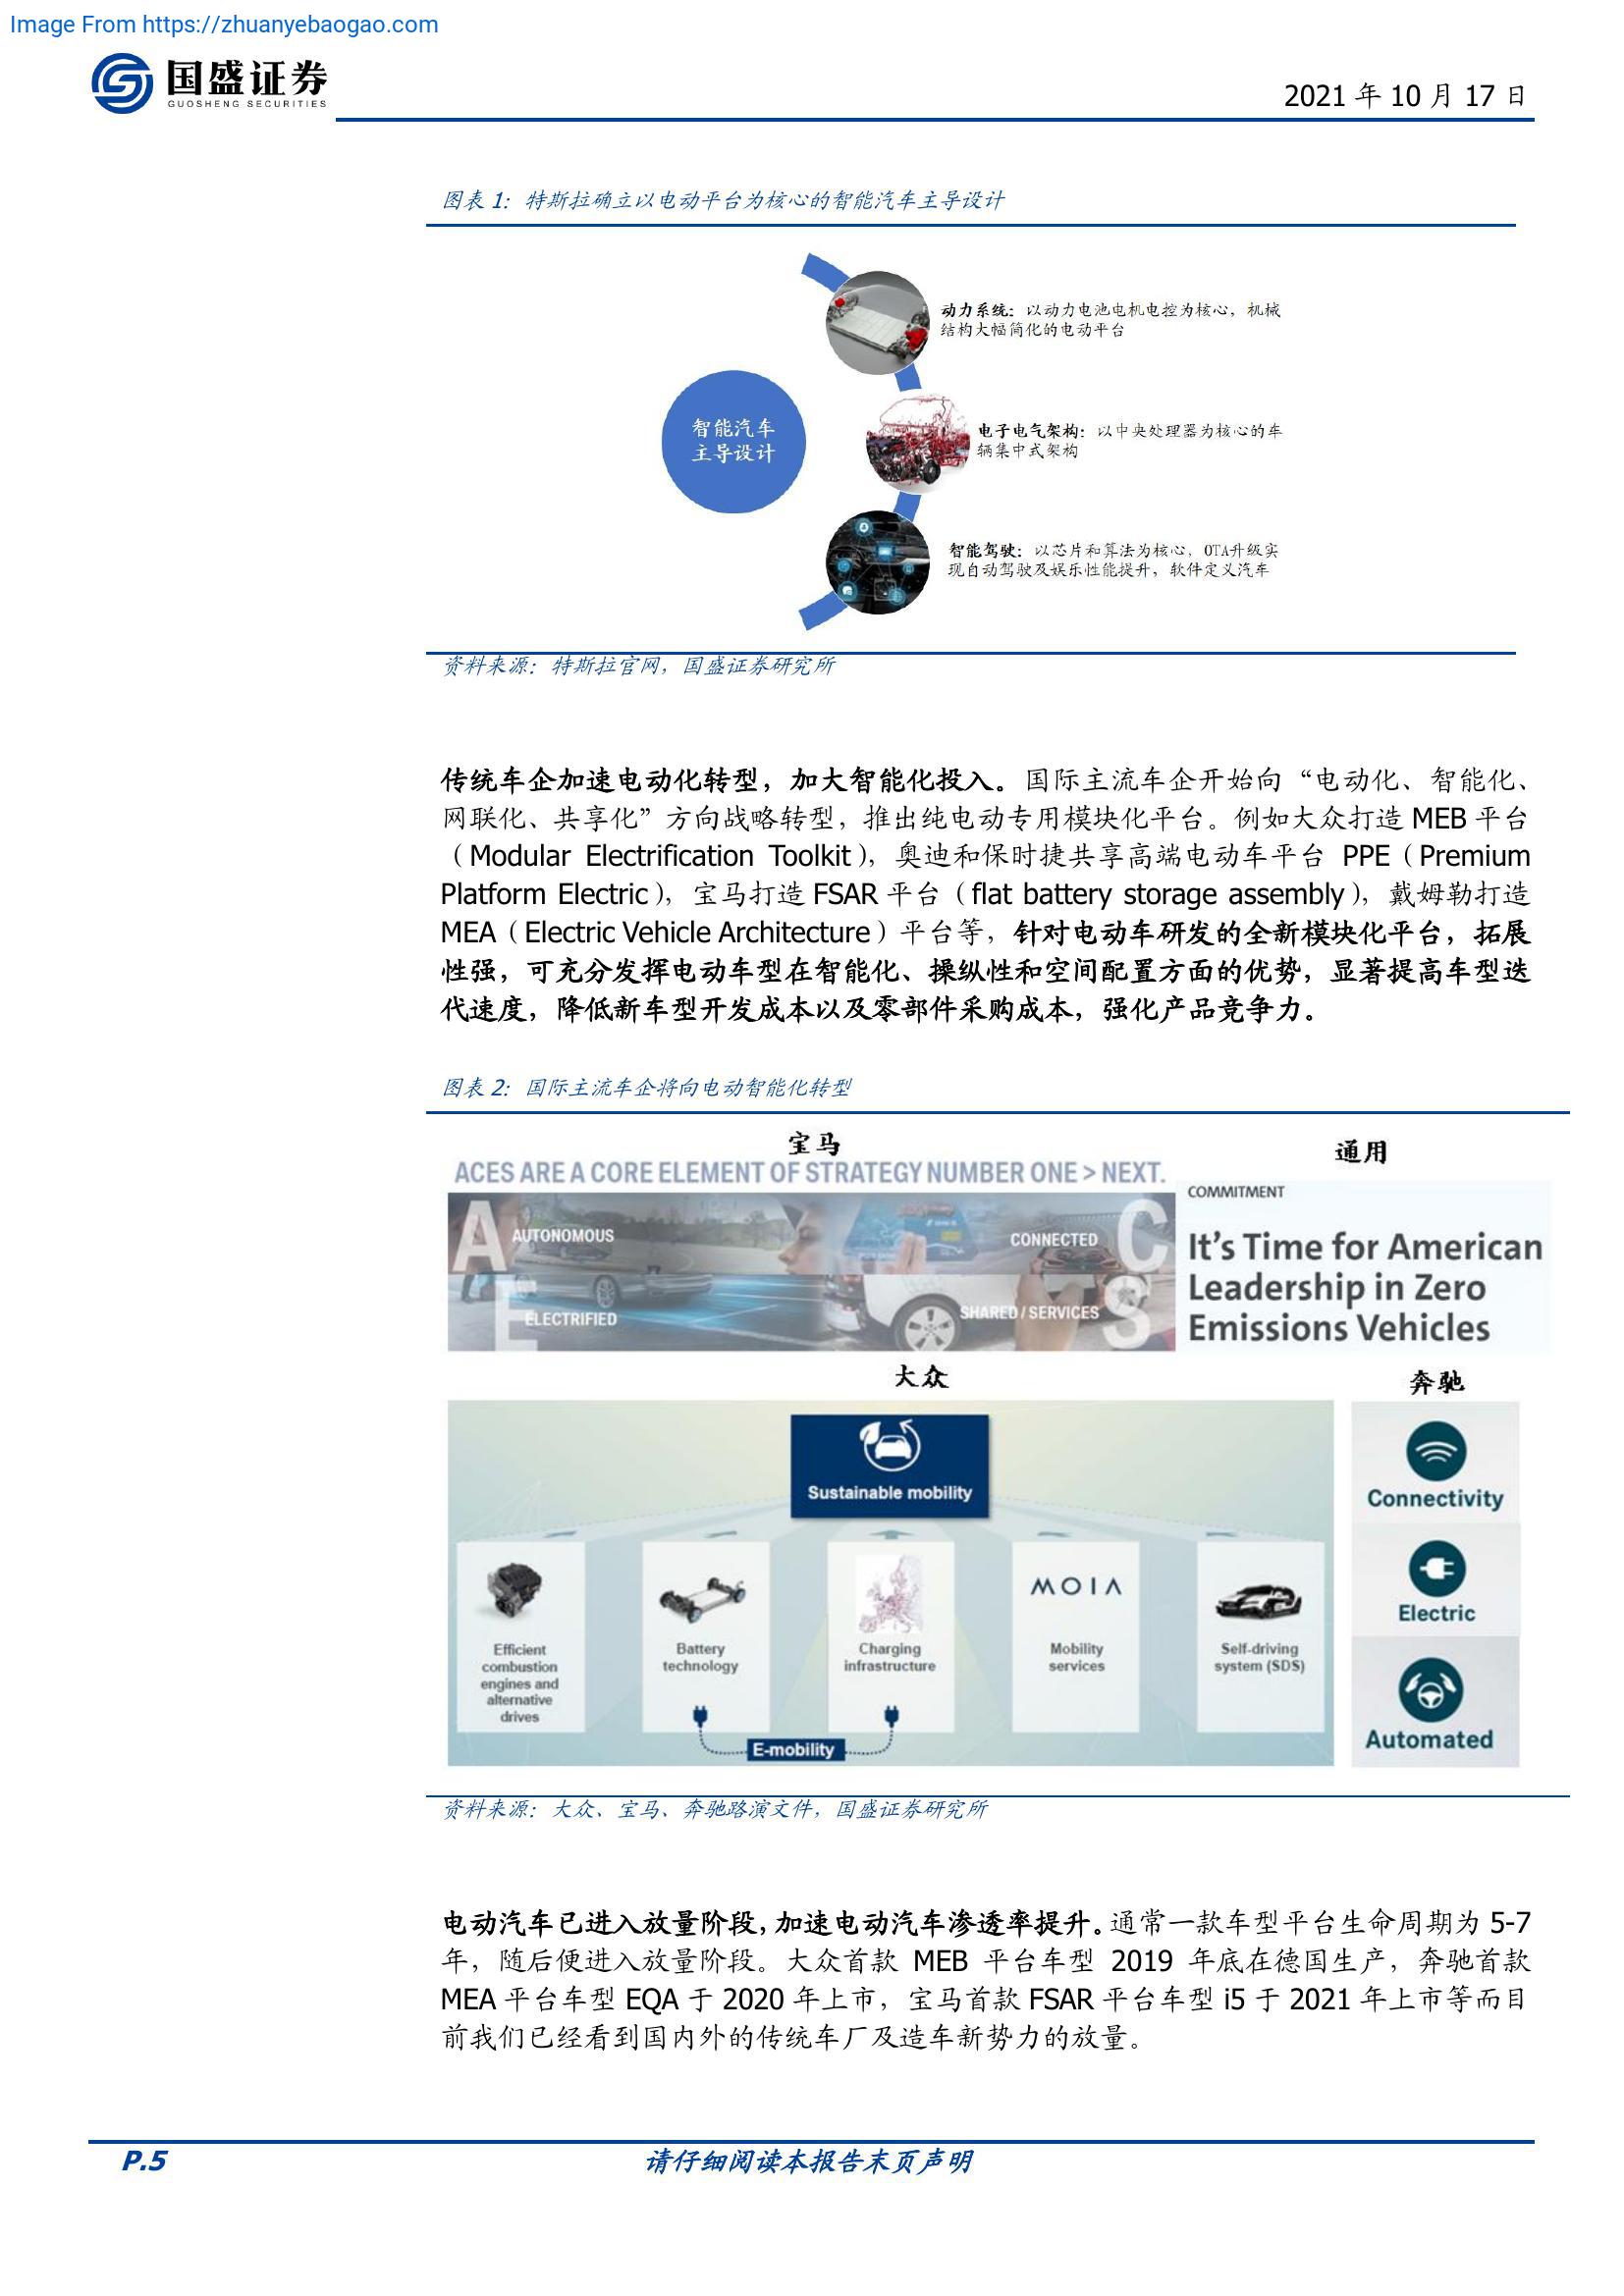 Image From https://zhuanyebaogao.com
国盛证券
GUOSHENG SECURITIES
2021 年 10 月 17 日
图表 1: 特斯拉确立以电动平台为核心的智能汽车主导设计
动力系统：以动力电池电机电控为核心，机械
结构大幅简化的电动平台
智能汽车
主导设计
电子电气架构：以中央处理器为核心的车
辆集中式架构
智能驾驶：以芯片和算法为核心，OTA升级实
现自动驾驶及娱乐性能提升，软件定义汽车
资料来源：特斯拉官网，国盛证券研究所
传统车企加速电动化转型，加大智能化投入。国际主流车企开始向“电动化、智能化、
网联化、共享化”方向战略转型，推出纯电动专用模块化平台。例如大众打造 MEB 平台
（Modular Electrification Toolkit），奥迪和保时捷共享高端电动车平台 PPE（Premium
Platform Electric），宝马打造 FSAR 平台（flat battery storage assembly），戴姆勒打造
MEA（Electric Vehicle Architecture）平台等，针对电动车研发的全新模块化平台，拓展
性强，可充分发挥电动车型在智能化、操纵性和空间配置方面的优势，显著提高车型迭
代速度，降低新车型开发成本以及零部件采购成本，强化产品竞争力。
图表 2: 国际主流车企将向电动智能化转型
宝马
ACES ARE A CORE ELEMENT OF STRATEGY NUMBER ONE > NEXT.
A AUTONOMOUS
CONNECTED C
E ELECTRIFIED
SHARED / SERVICES S
通用
COMMITMENT
It's Time for American
Leadership in Zero
Emissions Vehicles
大众
Sustainable mobility
Efficient
combustion
engines and
alternative
drives
Battery
technology
Charging
infrastructure
MOIA
Mobility
services
Self-driving
system (SDS)
E-mobility
奔驰
Connectivity
Electric
Automated
资料来源：大众、宝马、奔驰路演文件，国盛证券研究所
电动汽车已进入放量阶段，加速电动汽车渗透率提升。通常一款车型平台生命周期为 5-7
年，随后便进入放量阶段。大众首款 MEB 平台车型 2019 年底在德国生产，奔驰首款
MEA 平台车型 EQA 于 2020 年上市，宝马首款 FSAR 平台车型 i5 于 2021 年上市等而目
前我们已经看到国内外的传统车厂及造车新势力的放量。
P.5
请仔细阅读本报告末页声明